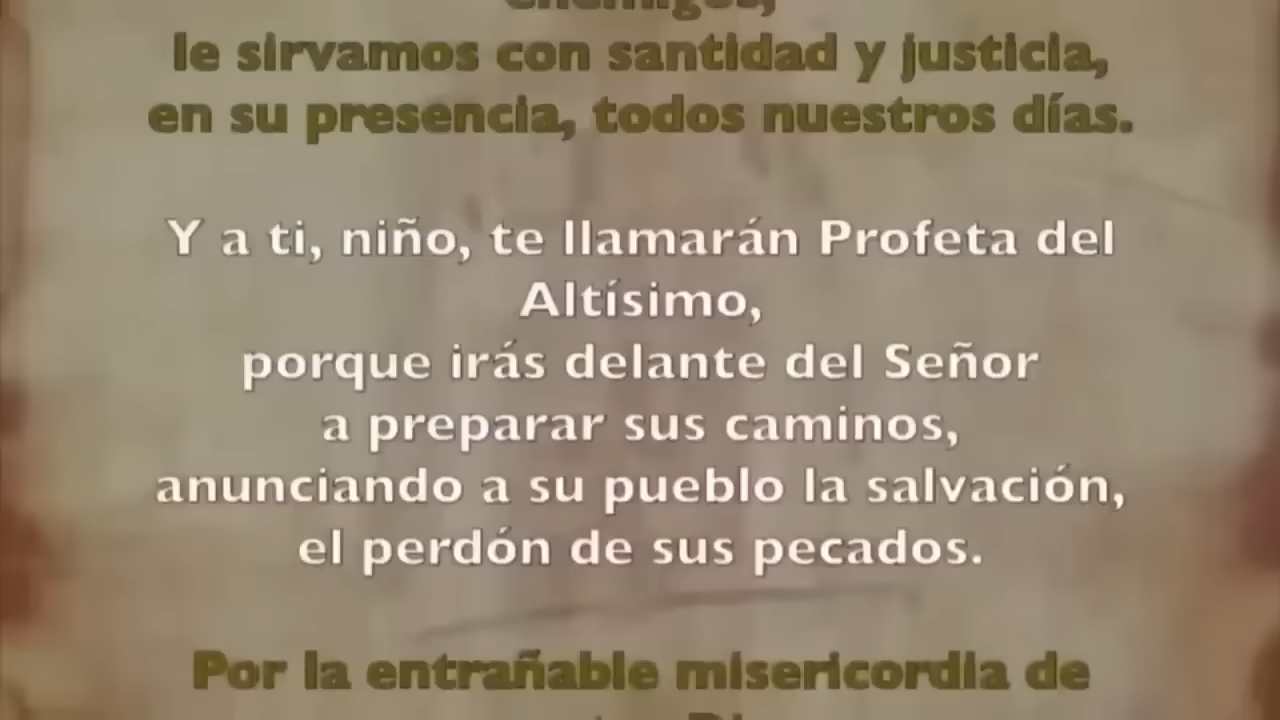 enemigos,
le sirvamos con santidad y justicia,
en su presencia, todos nuestros días.
Y a ti, niño, te llamarán Profeta del
Altísimo,
porque irás delante del Señor
a preparar sus caminos,
anunciando a su pueblo la salvación,
el perdón de sus pecados.
Por la entrañable misericordia de